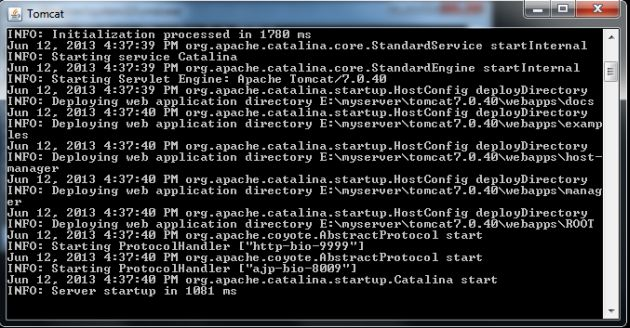 Tomcat
INFO: Initialization processed in 1780 ms
Jun 12, 2013 4:37:39 PM org.apache.catalina.core.StandardService startInternal
INFO: Starting service Catalina
Jun 12, 2013 4:37:39 PM org.apache.catalina.core.StandardEngine startInternal
INFO: Starting Servlet Engine: Apache Tomcat/7.0.40
Jun 12, 2013 4:37:39 PM org.apache.catalina.startup.HostConfig deployDirectory
INFO: Deploying web application directory E:\myserver\tomcat7.0.40\webapps\docs
Jun 12, 2013 4:37:40 PM org.apache.catalina.startup.HostConfig deployDirectory
INFO: Deploying web application directory E:\myserver\tomcat7.0.40\webapps\examp
les
Jun 12, 2013 4:37:40 PM org.apache.catalina.startup.HostConfig deployDirectory
INFO: Deploying web application directory E:\myserver\tomcat7.0.40\webapps\host-
manager
Jun 12, 2013 4:37:40 PM org.apache.catalina.startup.HostConfig deployDirectory
INFO: Deploying web application directory E:\myserver\tomcat7.0.40\webapps\manag
er
Jun 12, 2013 4:37:40 PM org.apache.catalina.startup.HostConfig deployDirectory
INFO: Deploying web application directory E:\myserver\tomcat7.0.40\webapps\ROOT
Jun 12, 2013 4:37:40 PM org.apache.coyote.AbstractProtocol start
INFO: Starting ProtocolHandler ["http-bio-9999"]
Jun 12, 2013 4:37:40 PM org.apache.coyote.AbstractProtocol start
INFO: Starting ProtocolHandler ["ajp-bio-8009"]
Jun 12, 2013 4:37:40 PM org.apache.catalina.startup.Catalina start
INFO: Server startup in 1081 ms